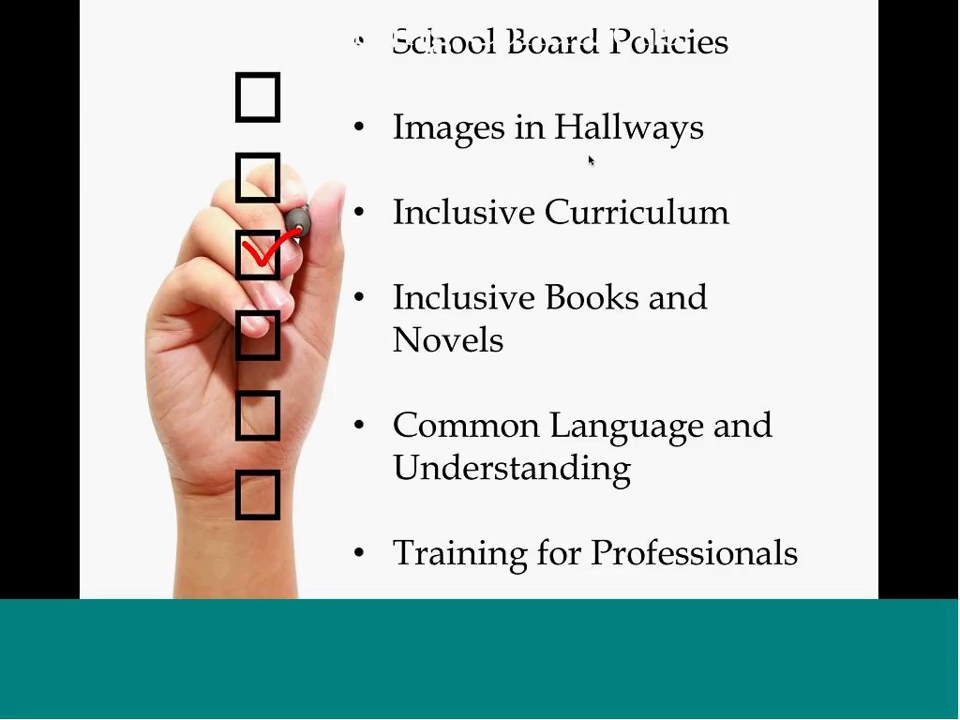 • School Board Policies
• Images in Hallways
• Inclusive Curriculum
• Inclusive Books and
Novels
• Common Language and
Understanding
• Training for Professionals